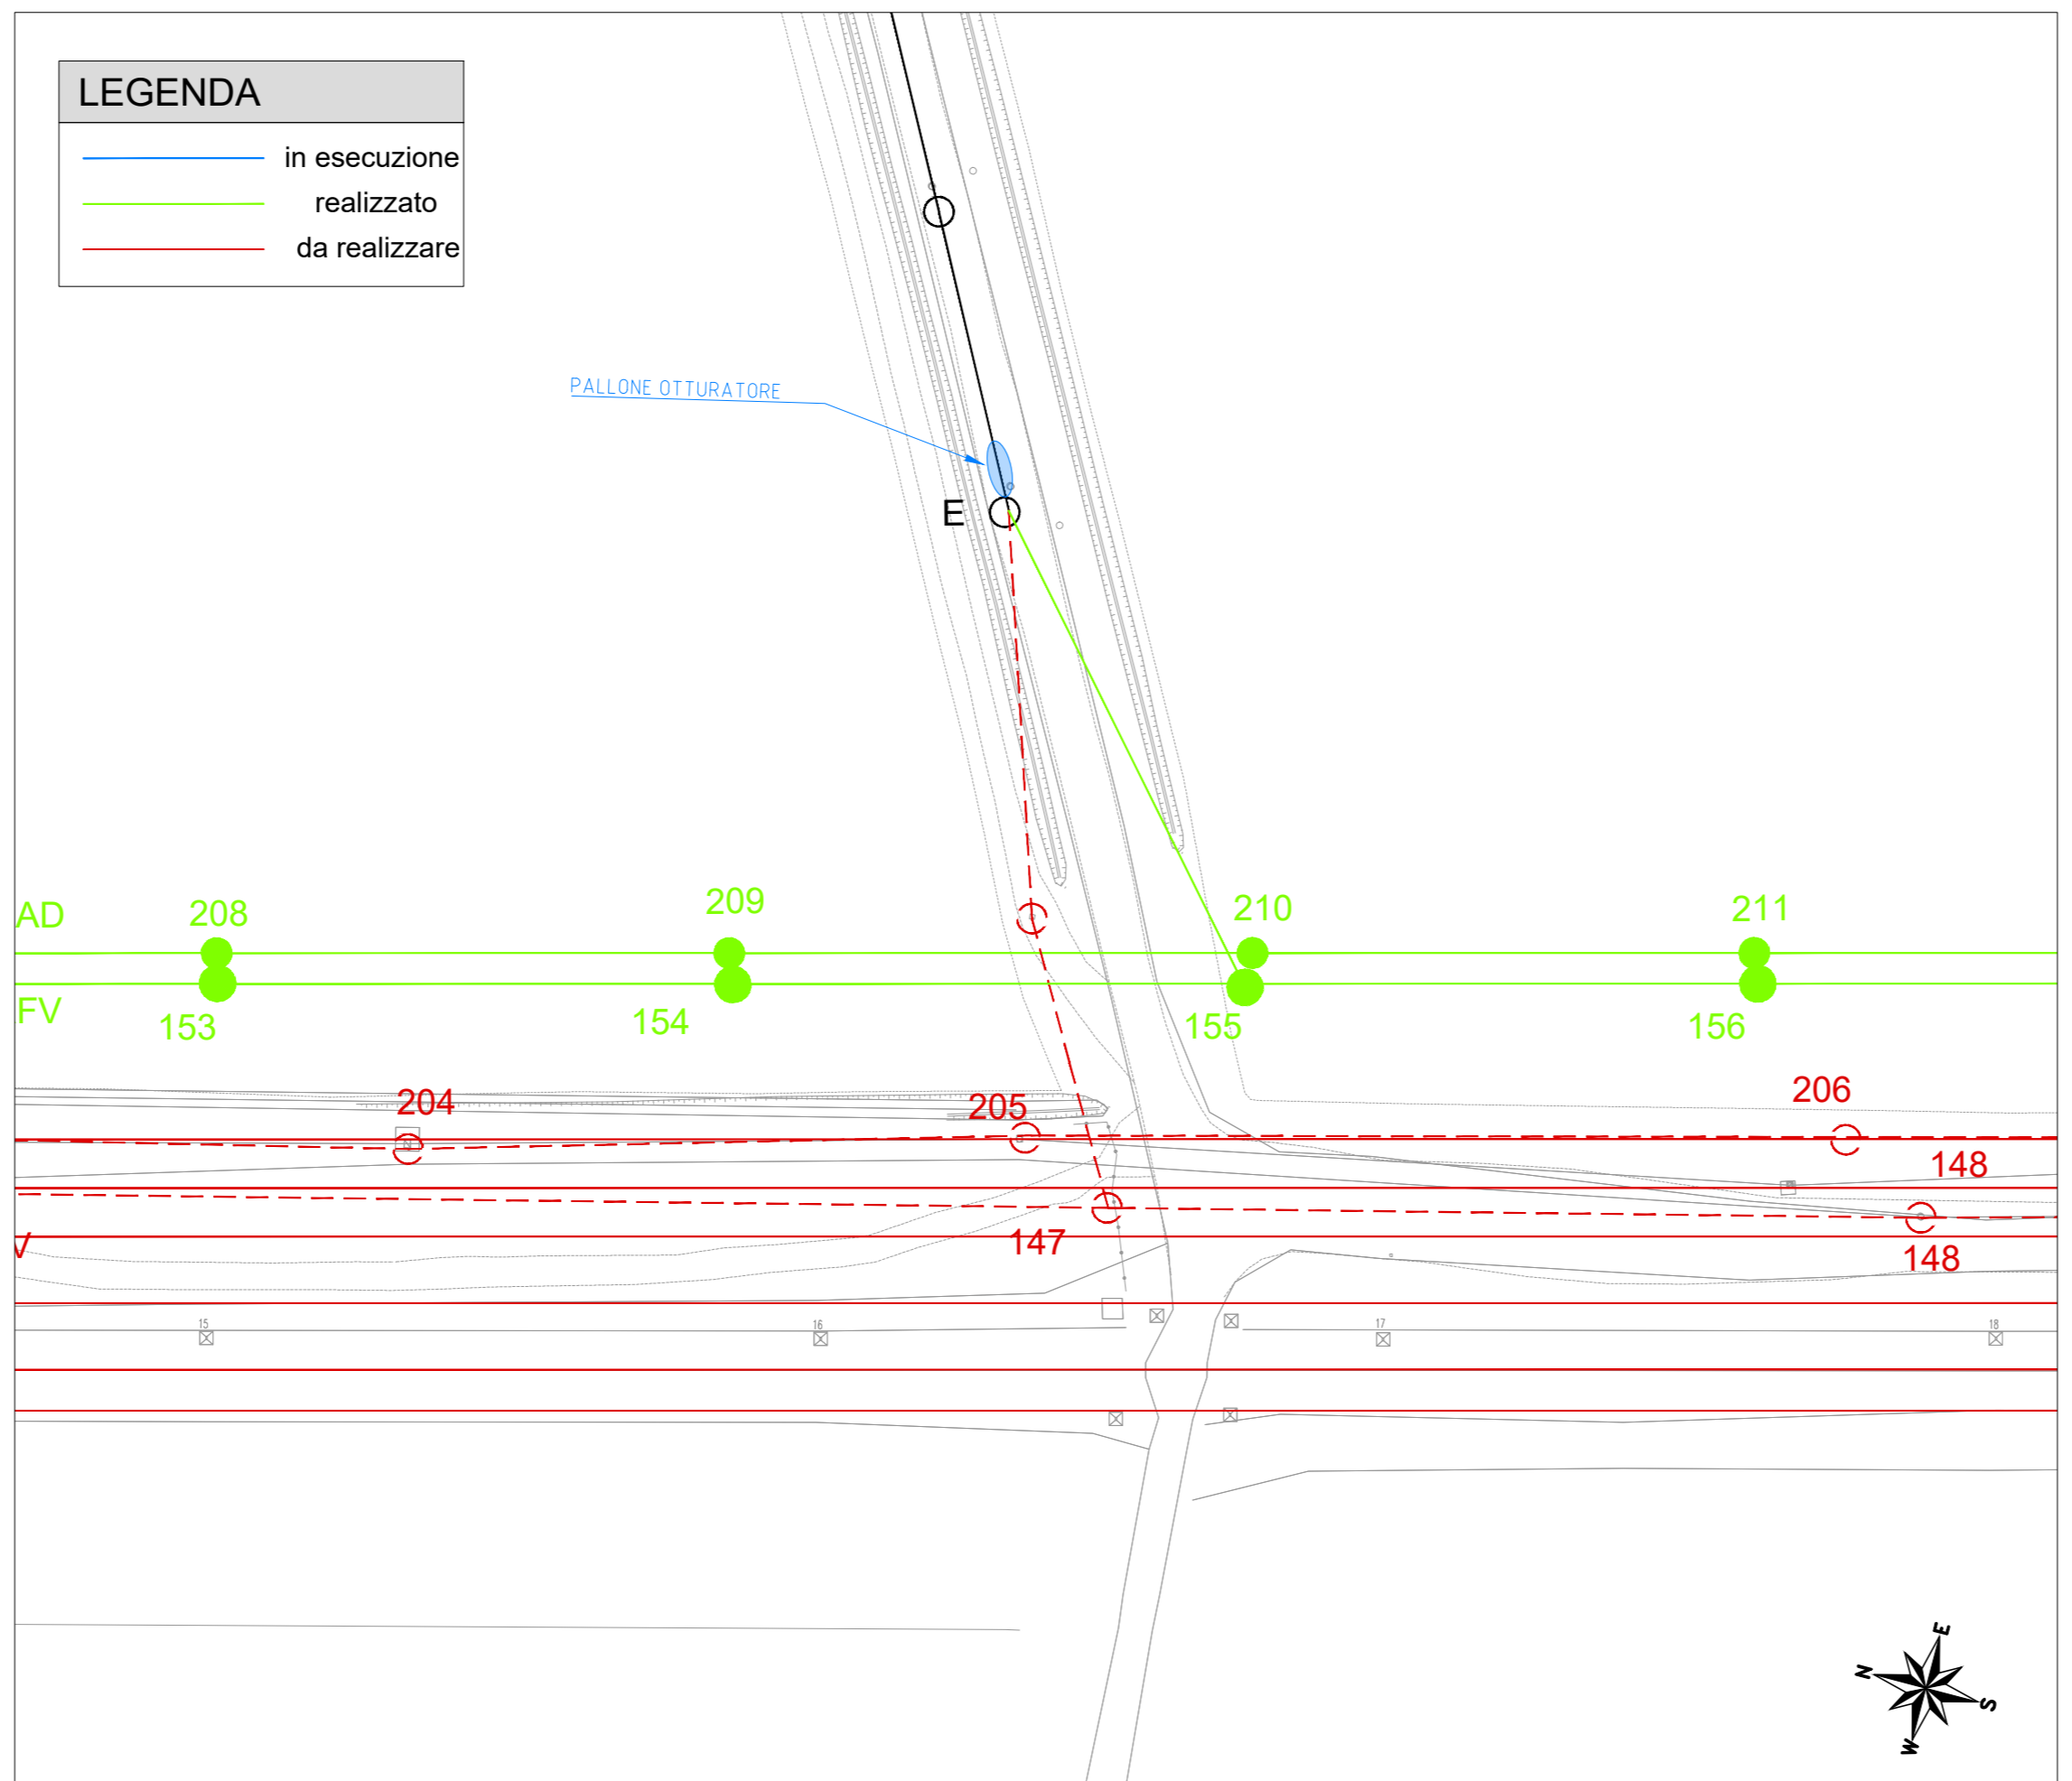 LEGENDA
in esecuzione
realizzato
da realizzare
PALLONE OTTURATORE
E
AD 208 209 210 211
FV 153 154 155 156
204 205 206
148
V 147 148
15 16 17 18
E
N
S
W